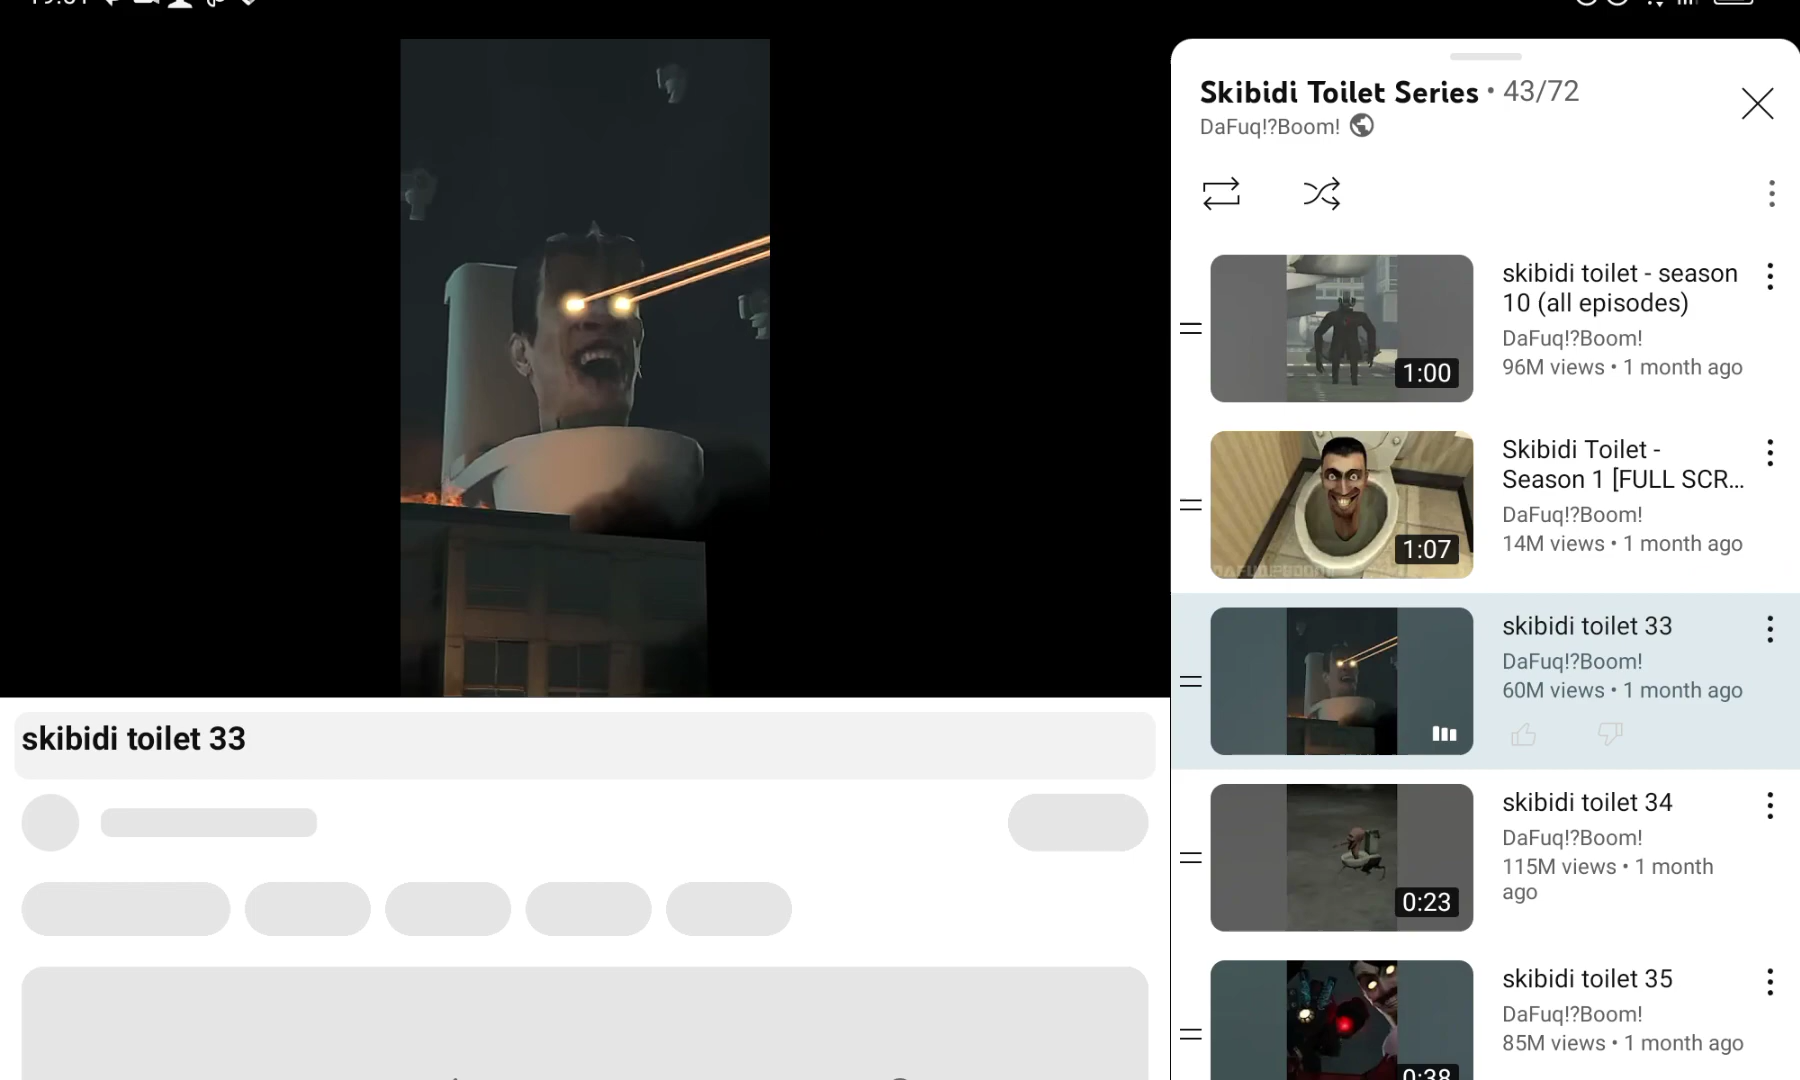 Skibidi Toilet Series • 43/72
DaFuq!?Boom!
skibidi toilet - season
10 (all episodes)
DaFuq!?Boom!
96M views • 1 month ago
1:00
Skibidi Toilet -
Season 1 [FULL SCR...
DaFuq!?Boom!
14M views • 1 month ago
1:07
skibidi toilet 33
DaFuq!?Boom!
60M views • 1 month ago
skibidi toilet 33
skibidi toilet 34
DaFuq!?Boom!
115M views • 1 month
ago
0:23
skibidi toilet 35
DaFuq!?Boom!
85M views • 1 month ago
0:38